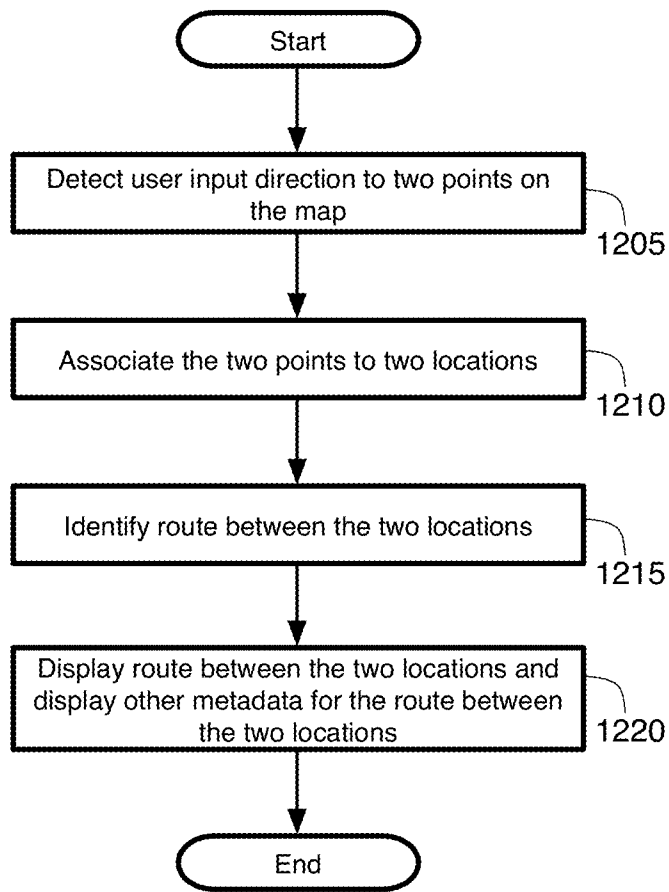 Start
Detect user input direction to two points on
the map
1205
Associate the two points to two locations
1210
Identify route between the two locations
1215
Display route between the two locations and
display other metadata for the route between
the two locations
1220
End